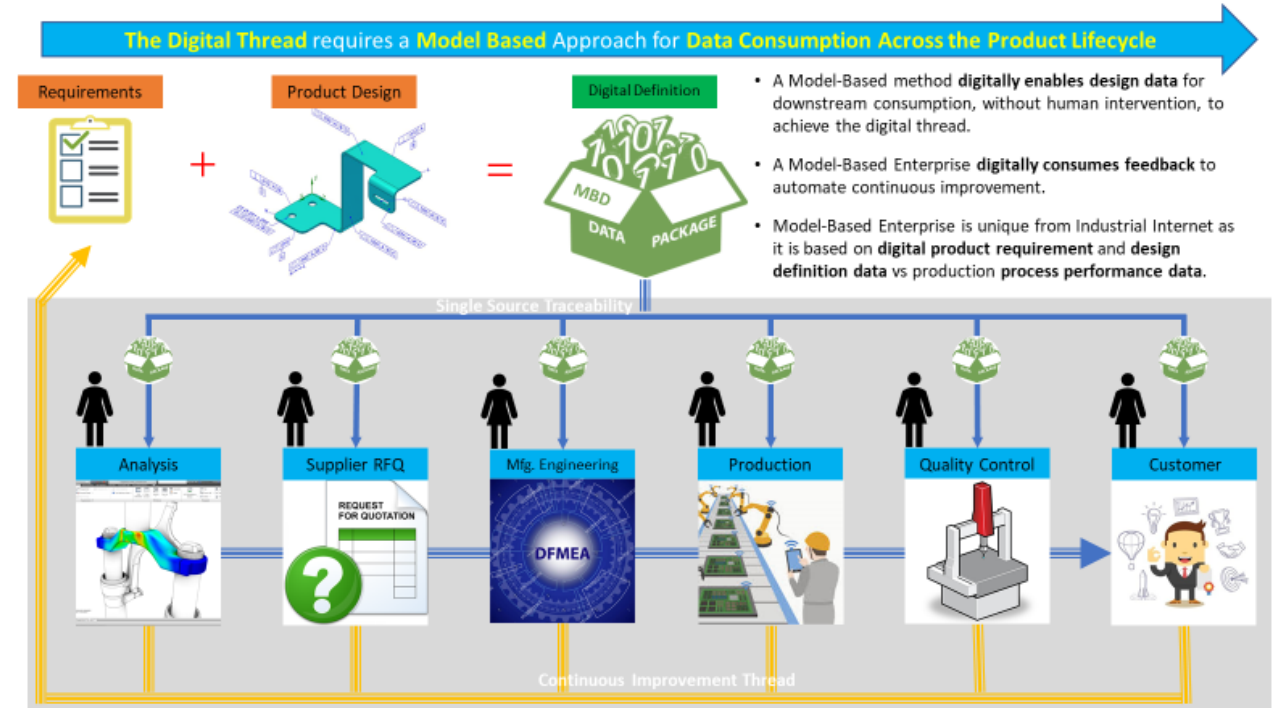 The Digital Thread requires a Model Based Approach for Data Consumption Across the Product Lifecycle
Requirements
Product Design
Digital Definition
MBD
DATA
PACKAGE
• A Model-Based method digitally enables design data for
downstream consumption, without human intervention, to
achieve the digital thread.
• A Model-Based Enterprise digitally consumes feedback to
automate continuous improvement.
• Model-Based Enterprise is unique from Industrial Internet as
it is based on digital product requirement and design
definition data vs production process performance data.
Single Source Traceability
Analysis
Supplier RFQ
Mfg. Engineering
Production
Quality Control
Customer
REQUEST
FOR QUOTATION
DFMEA
Continuous Improvement Thread